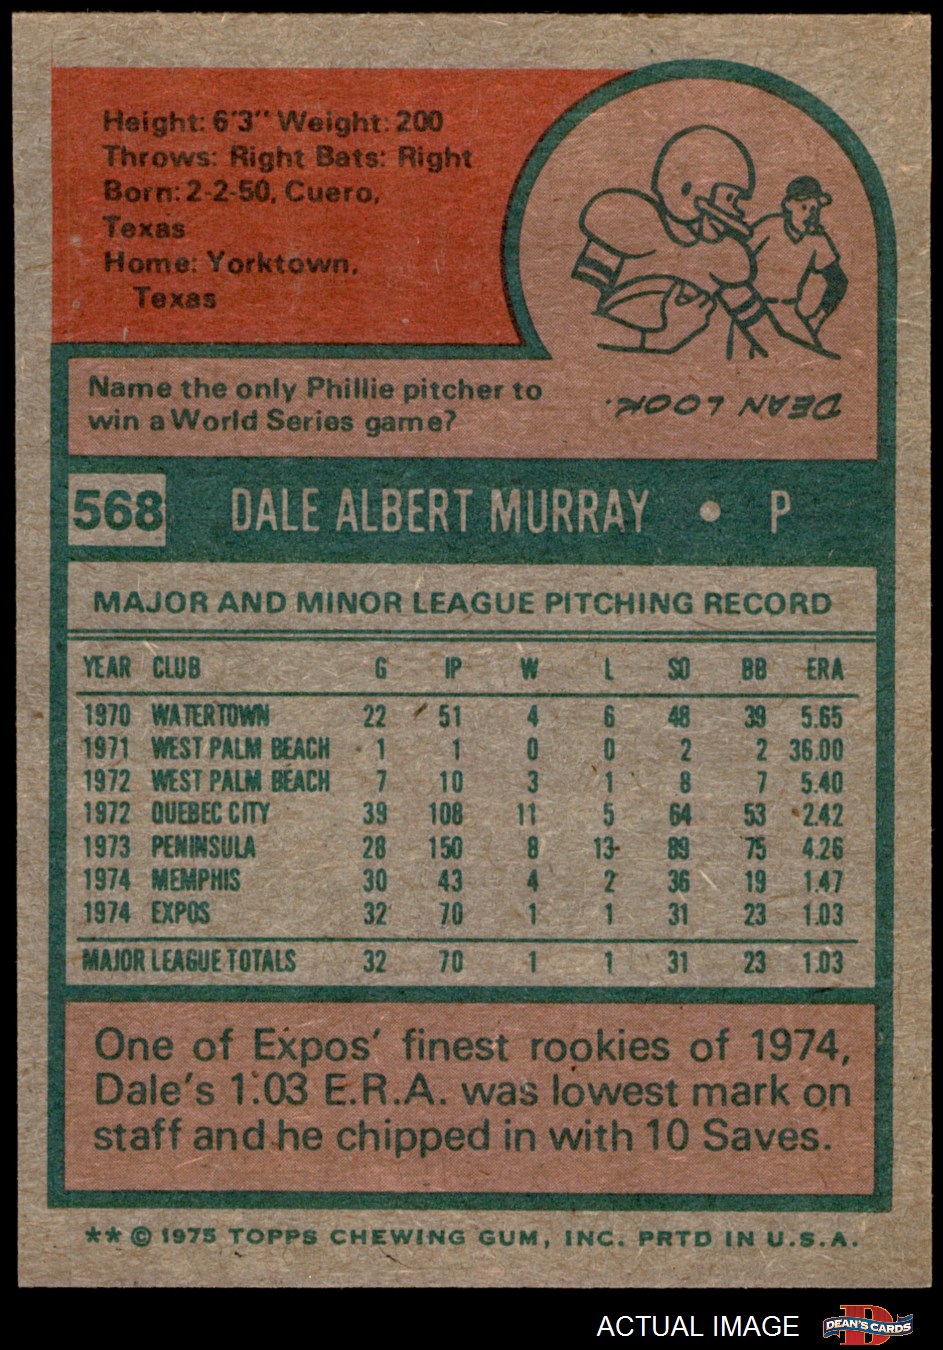 Height: 6'3" Weight: 200
Throws: Right Bats: Right
Born: 2-2-50, Cuero,
Texas
Home: Yorktown,
Texas
Name the only Phillie pitcher to
win a World Series game?
DEAN LOOK.
568 DALE ALBERT MURRAY • P
MAJOR AND MINOR LEAGUE PITCHING RECORD
YEAR CLUB G IP W L SO BB ERA
1970 WATERTOWN 22 51 4 6 48 39 5.65
1971 WEST PALM BEACH 1 1 0 0 2 2 36.00
1972 WEST PALM BEACH 7 10 3 1 8 7 5.40
1972 QUEBEC CITY 39 108 11 5 64 53 2.42
1973 PENINSULA 28 150 8 13 89 75 4.26
1974 MEMPHIS 30 43 4 2 36 19 1.47
1974 EXPOS 32 70 1 1 31 23 1.03
MAJOR LEAGUE TOTALS 32 70 1 1 31 23 1.03
One of Expos' finest rookies of 1974,
Dale's 1.03 E.R.A. was lowest mark on
staff and he chipped in with 10 Saves.
** © 1975 TOPPS CHEWING GUM, INC. PRTD IN U.S.A.
ACTUAL IMAGE
D
DEAN'S CARDS